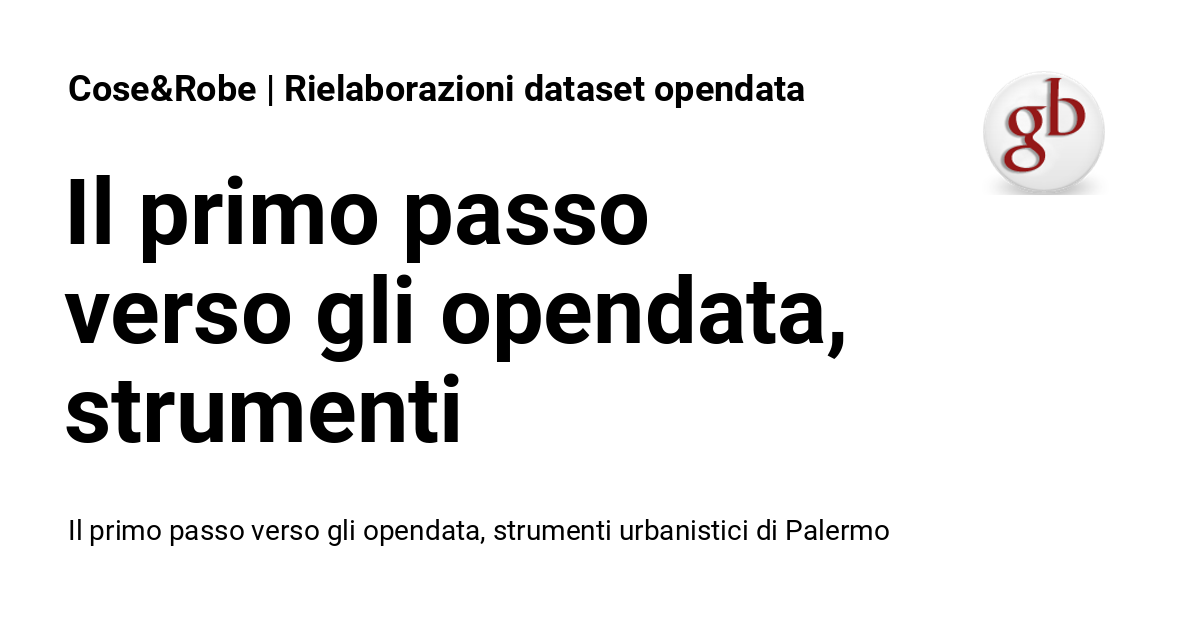 Cose&Robe | Rielaborazioni dataset opendata
gb
Il primo passo
verso gli opendata,
strumenti
Il primo passo verso gli opendata, strumenti urbanistici di Palermo